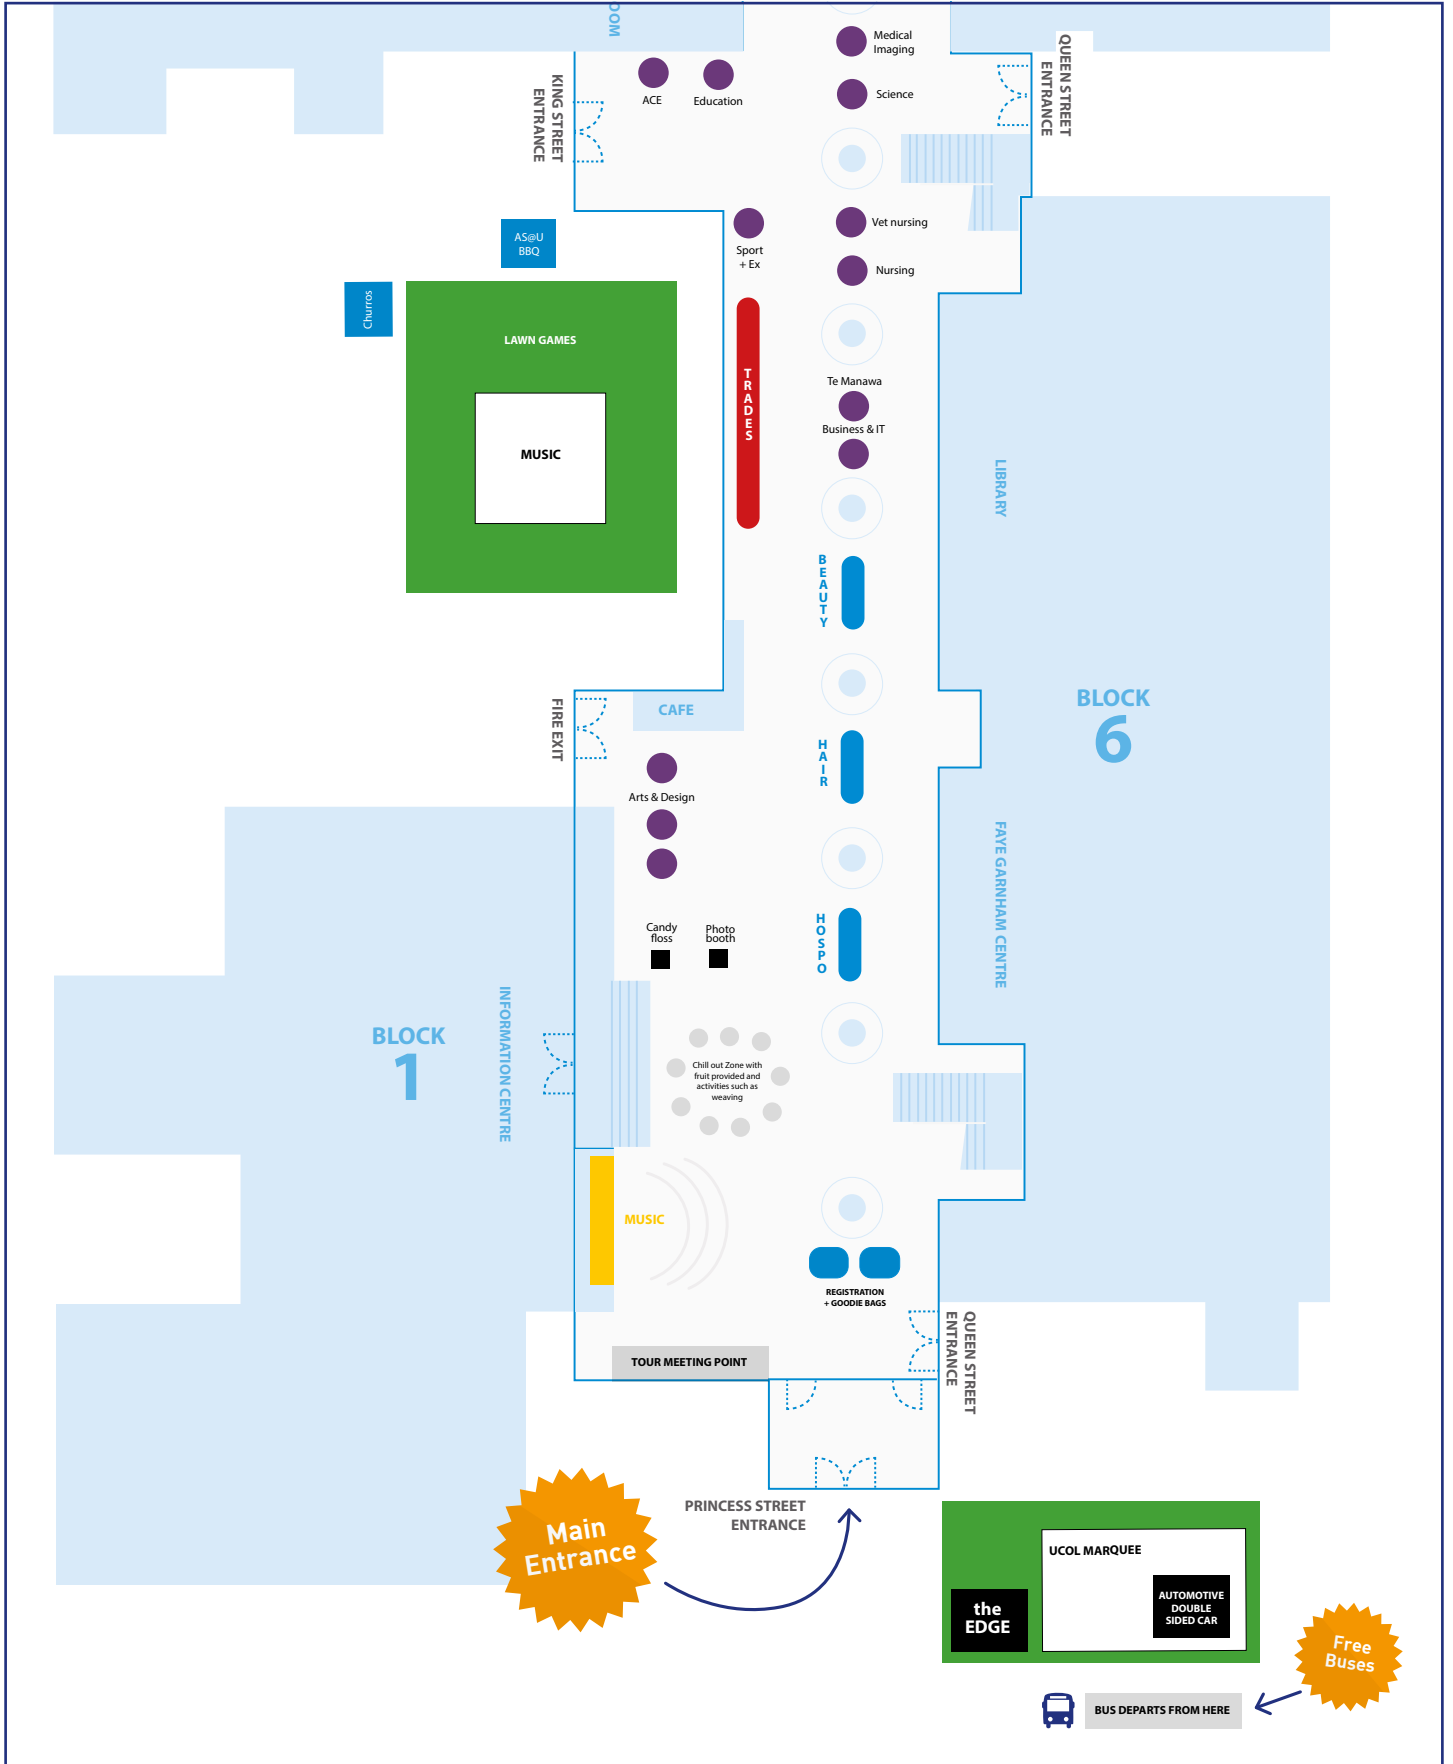 OOM
Medical
Imaging
QUEEN STREET
ENTRANCE
KING STREET
ENTRANCE
ACE
Education
Science
AS@U
BBQ
Sport
+ Ex
Vet nursing
Nursing
Churros
LAWN GAMES
MUSIC
TRADES
Te Manawa
Business & IT
LIBRARY
BEAUTY
BLOCK
6
FIRE EXIT
CAFE
HAIR
Arts & Design
FAYE GARNHAM CENTRE
Candy
floss
Photo
booth
HOSPO
BLOCK
1
INFORMATION CENTRE
Chill out Zone with
fruit provided and
activities such as
weaving
MUSIC
REGISTRATION
+ GOODIE BAGS
QUEEN STREET
ENTRANCE
TOUR MEETING POINT
Main
Entrance
PRINCESS STREET
ENTRANCE
UCOL MARQUEE
the
EDGE
AUTOMOTIVE
DOUBLE
SIDED CAR
Free
Buses
BUS DEPARTS FROM HERE